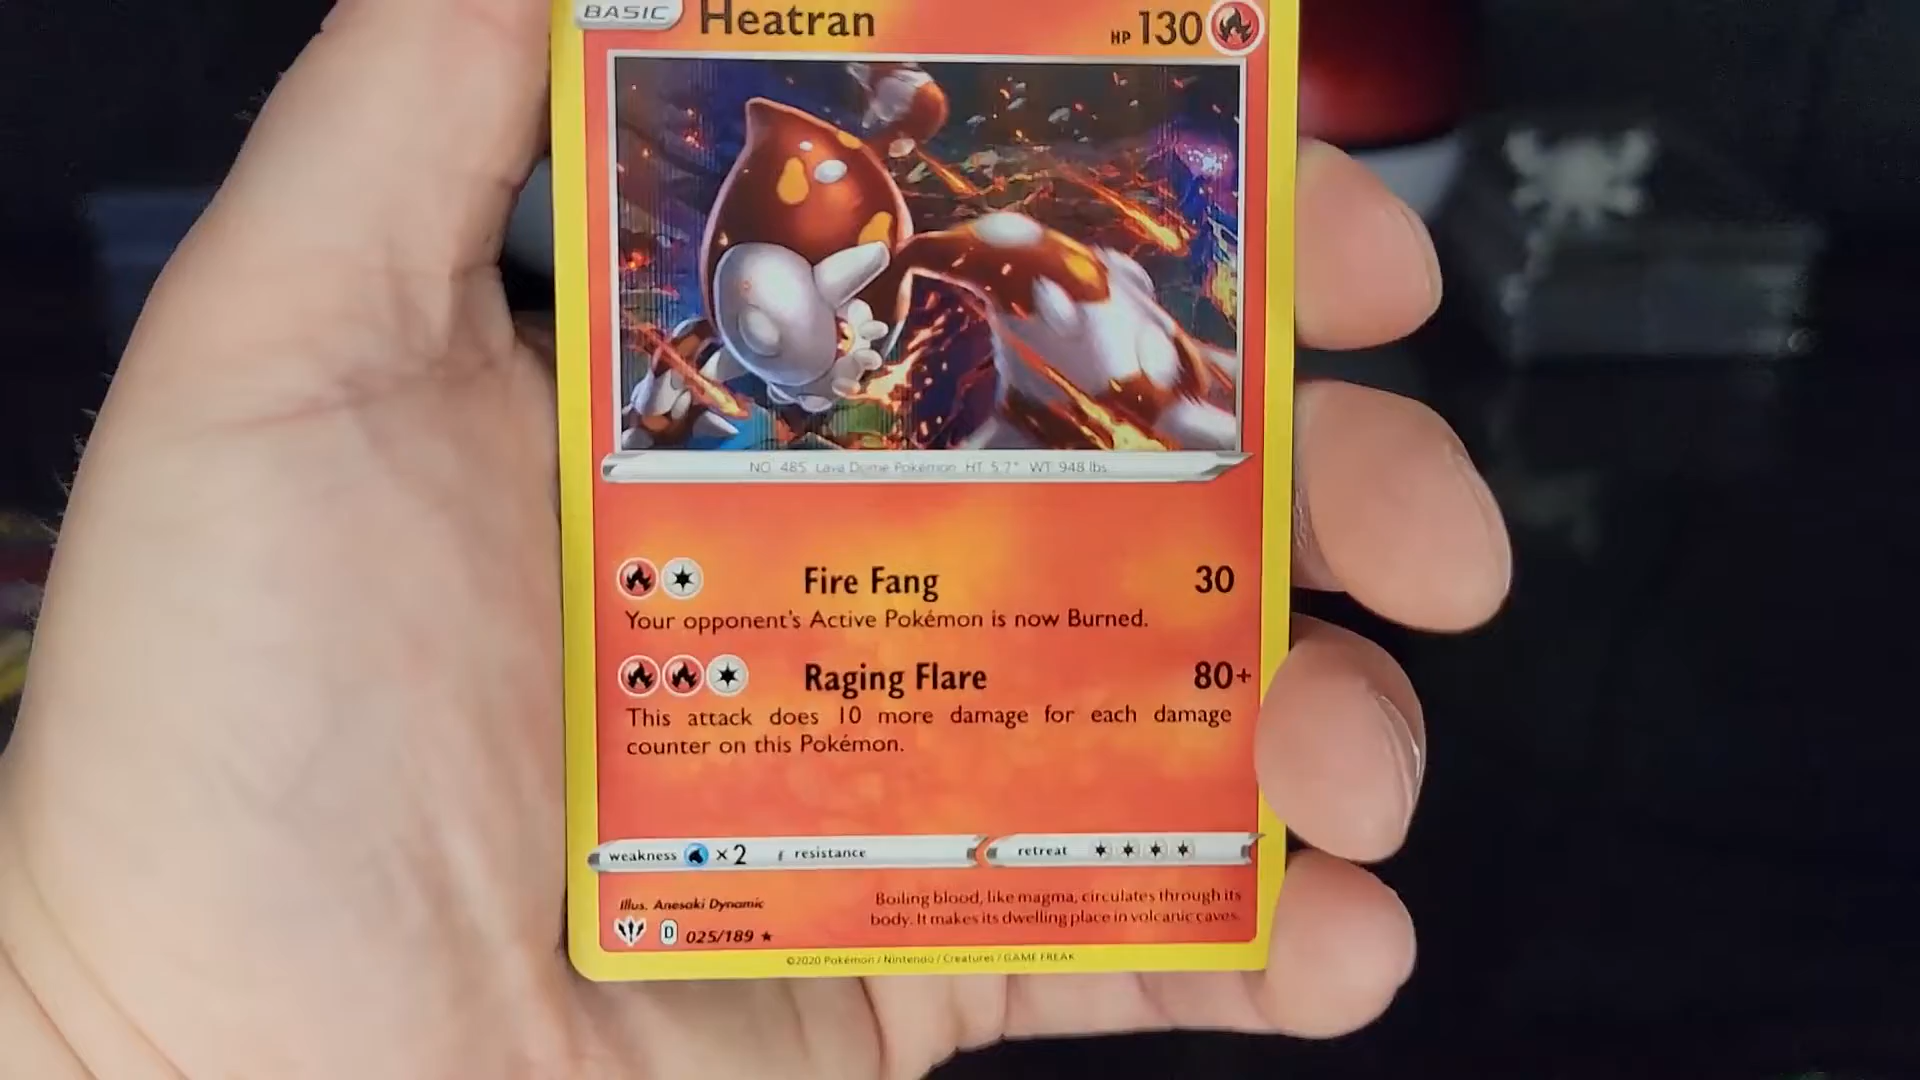 BASIC Heatran HP 130
NO. 485 Lava Dome Pokémon HT 5'7" WT 948 lbs.
Fire Fang 30
Your opponent's Active Pokémon is now Burned.
Raging Flare 80+
This attack does 10 more damage for each damage
counter on this Pokémon.
weakness ×2 resistance retreat
Illus. Anesaki Dynamic
Boiling blood, like magma, circulates through its
body. It makes its dwelling place in volcanic caves.
D 025/189 ★
©2020 Pokémon / Nintendo / Creatures / GAME FREAK